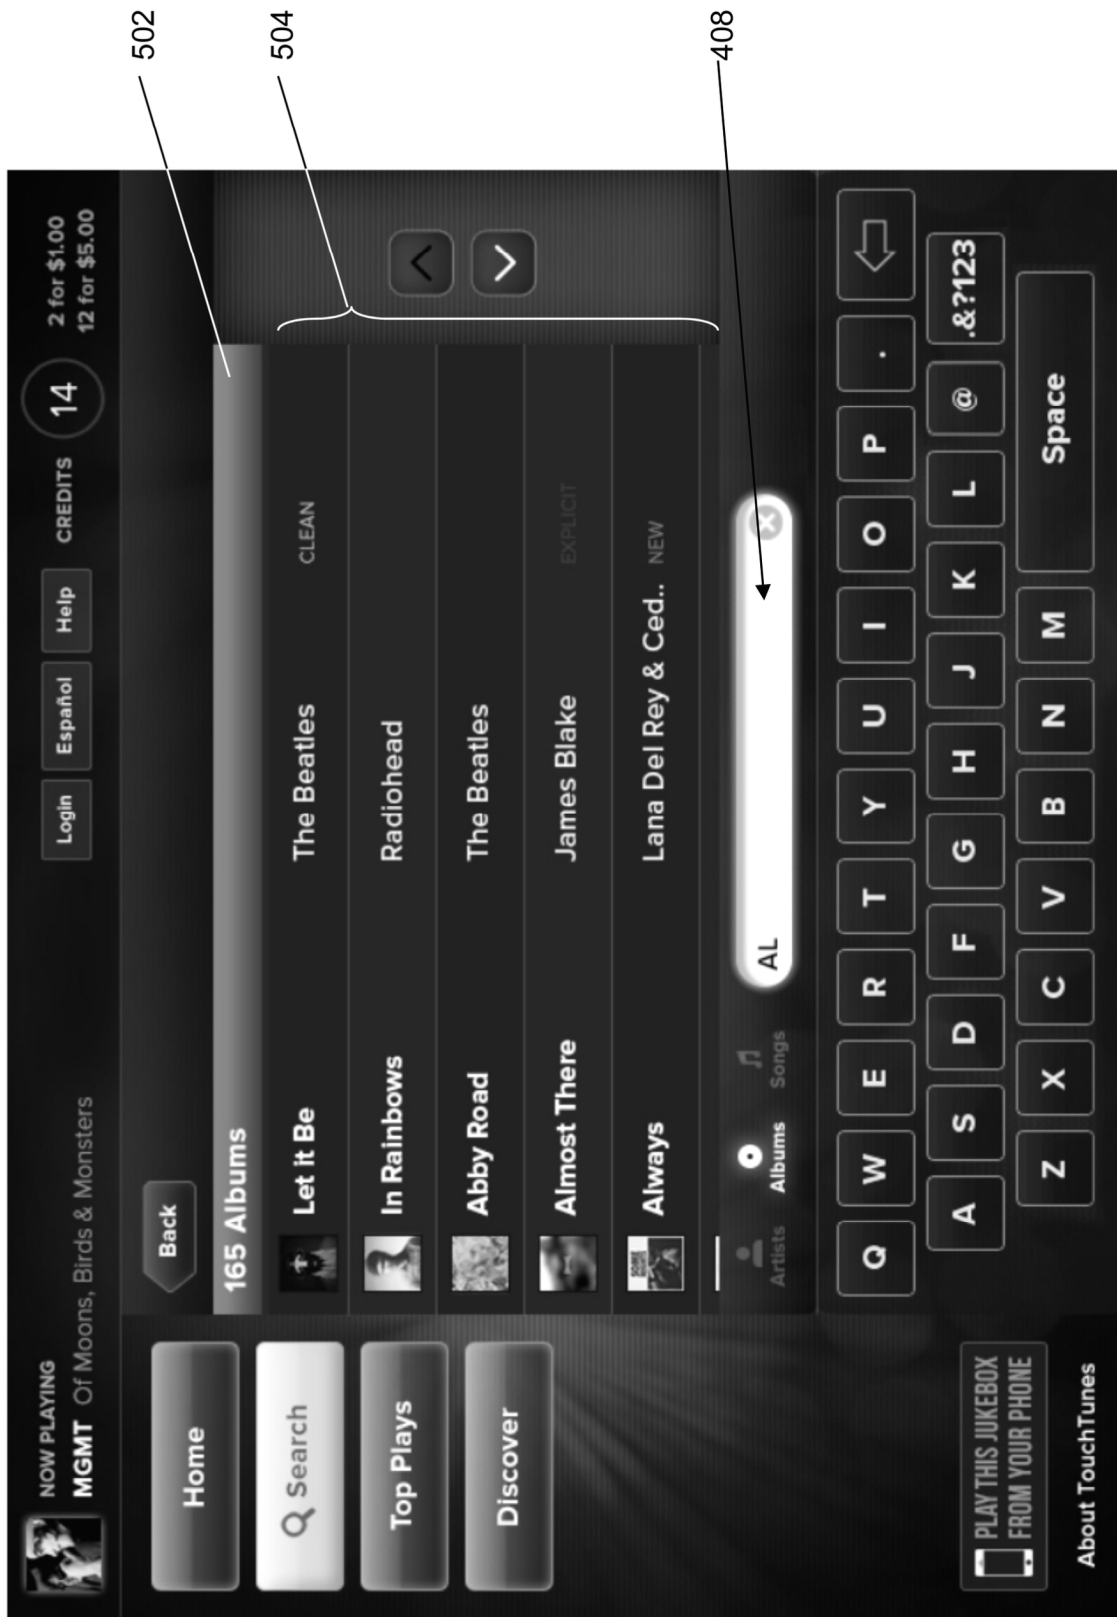 502
504
408
NOW PLAYING
MGMT Of Moons, Birds & Monsters
Login Español Help CREDITS 14
2 for $1.00
12 for $5.00
Home
Search
Top Plays
Discover
Back
165 Albums
Let it Be The Beatles CLEAN
In Rainbows Radiohead
Abby Road The Beatles
Almost There James Blake EXPLICIT
Always Lana Del Rey & Ced.. NEW
Artists Albums Songs
AL
Q W E R T Y U I O P .
A S D F G H J K L @ .&?123
Z X C V B N M Space
PLAY THIS JUKEBOX
FROM YOUR PHONE
About TouchTunes